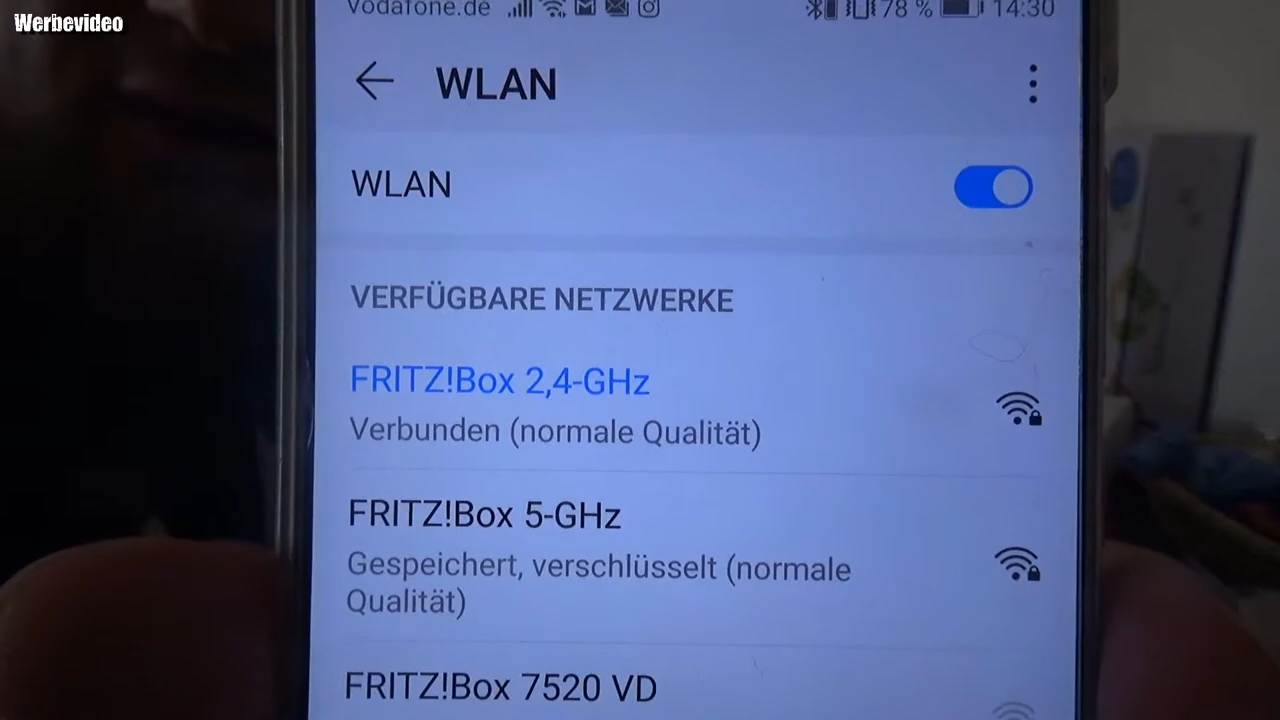 Werbevideo
Vodafone.de 78 % 14:30
WLAN
WLAN
VERFÜGBARE NETZWERKE
FRITZ!Box 2,4-GHz
Verbunden (normale Qualität)
FRITZ!Box 5-GHz
Gespeichert, verschlüsselt (normale
Qualität)
FRITZ!Box 7520 VD